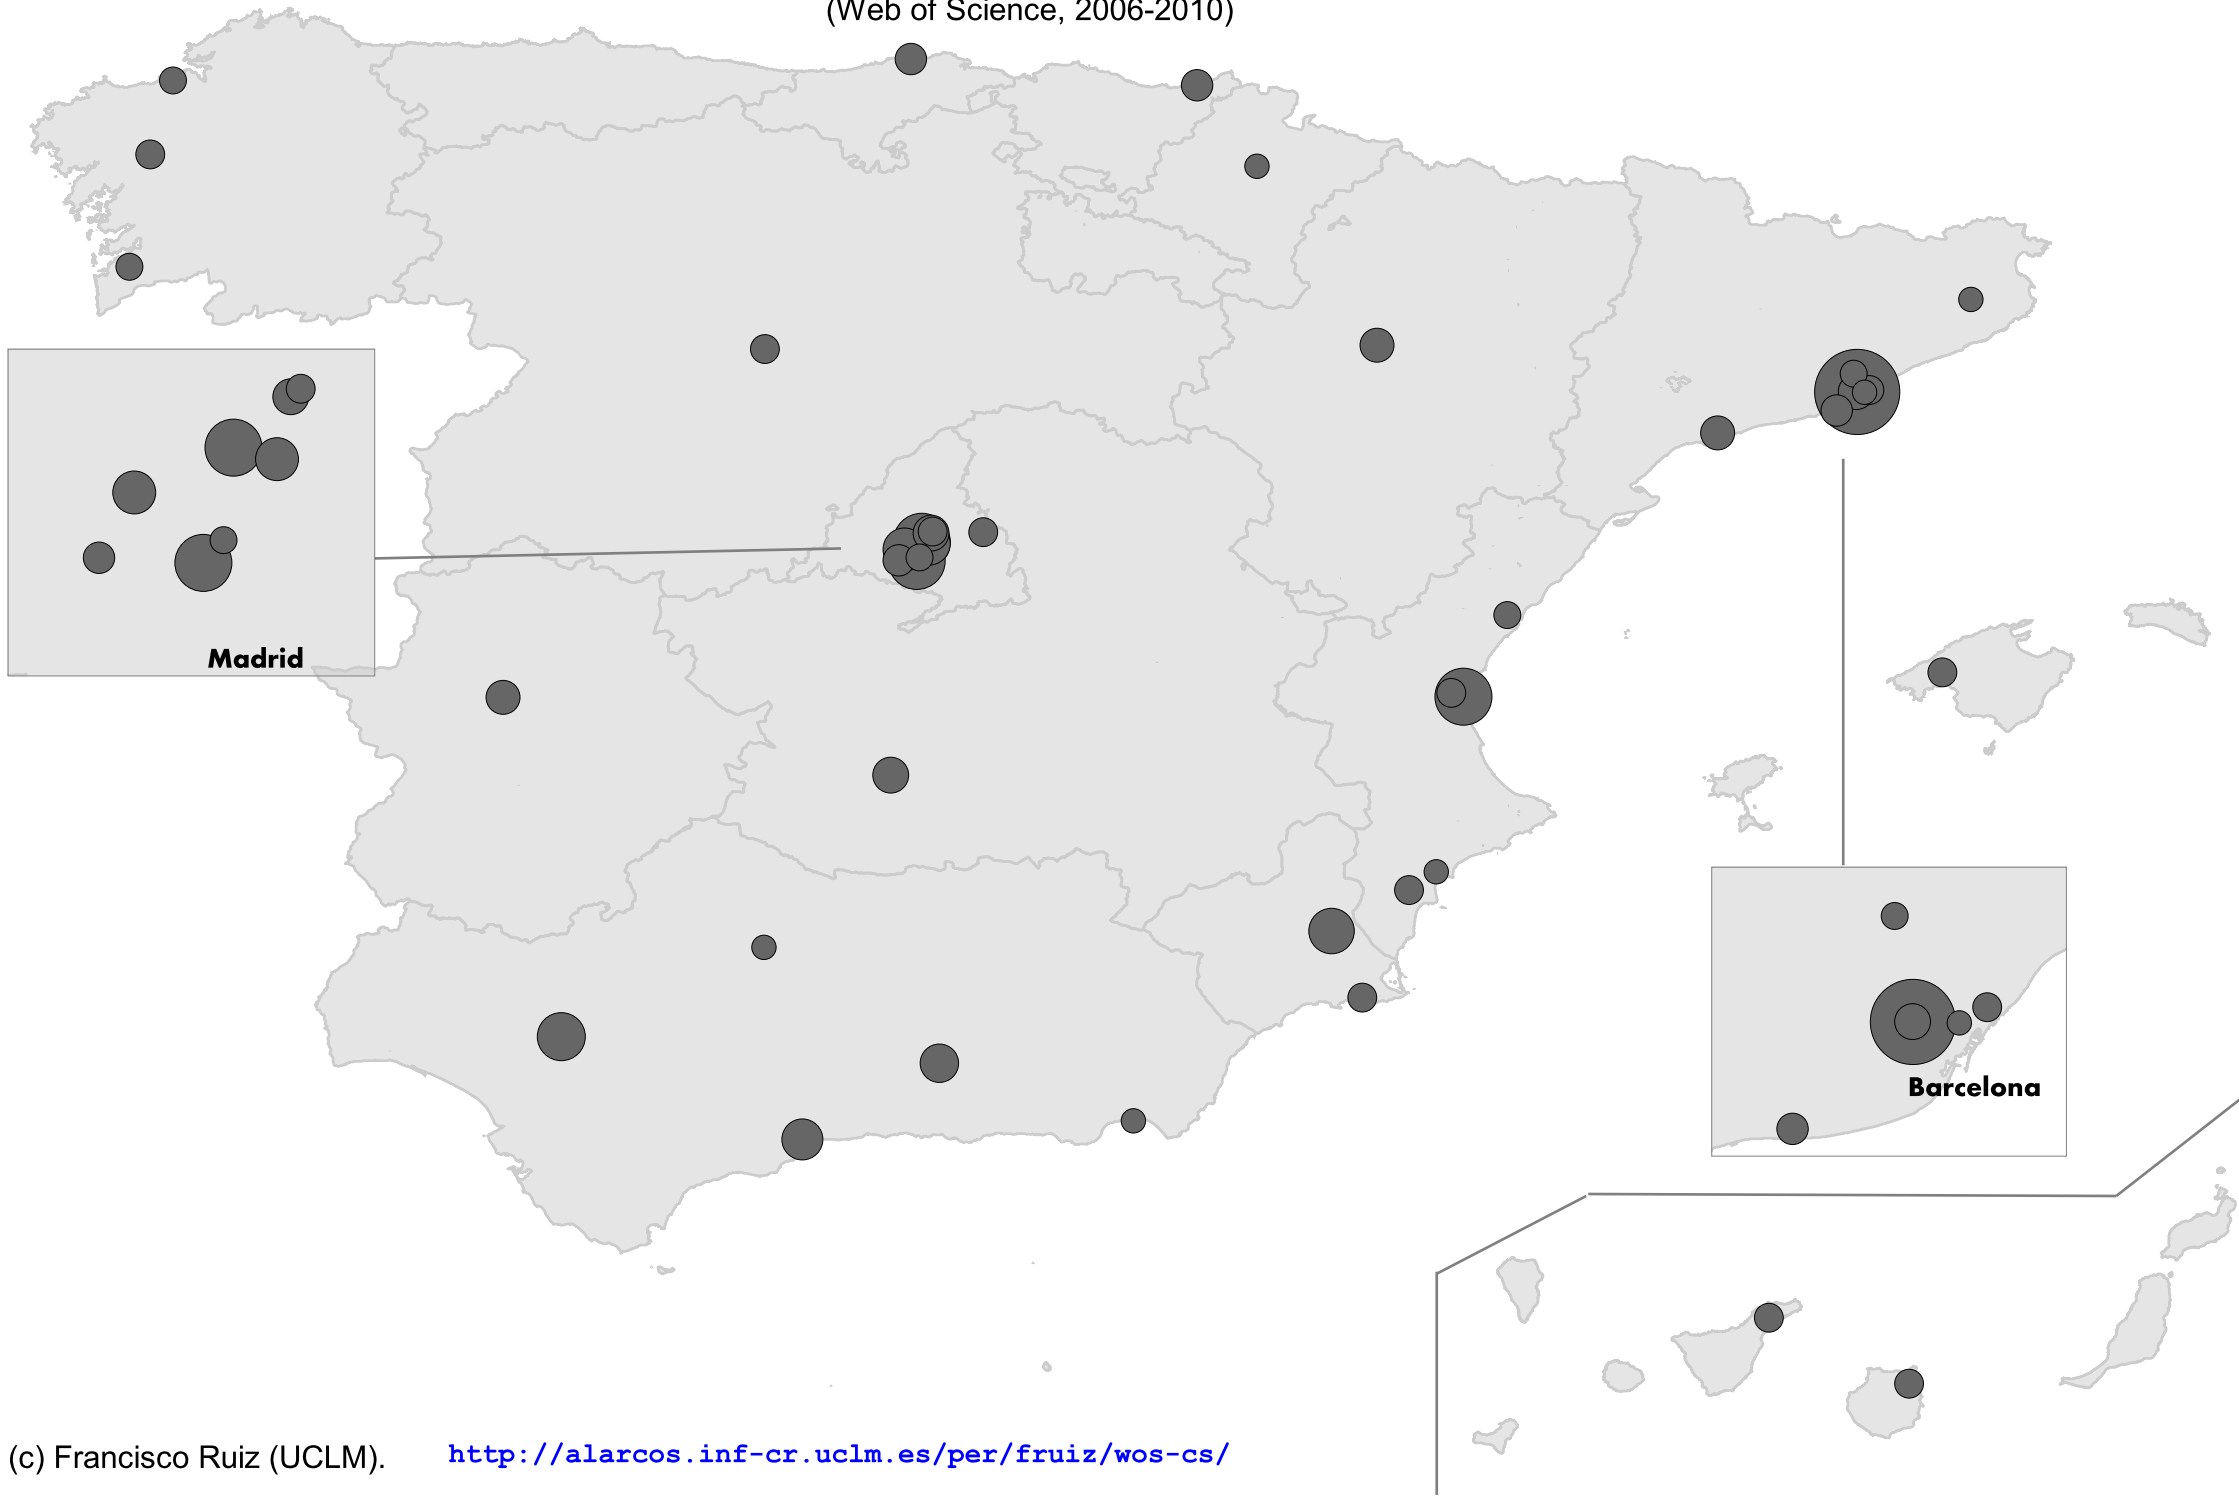 (Web of Science, 2006-2010)
Madrid
Barcelona
(c) Francisco Ruiz (UCLM). http://alarcos.inf-cr.uclm.es/per/fruiz/wos-cs/